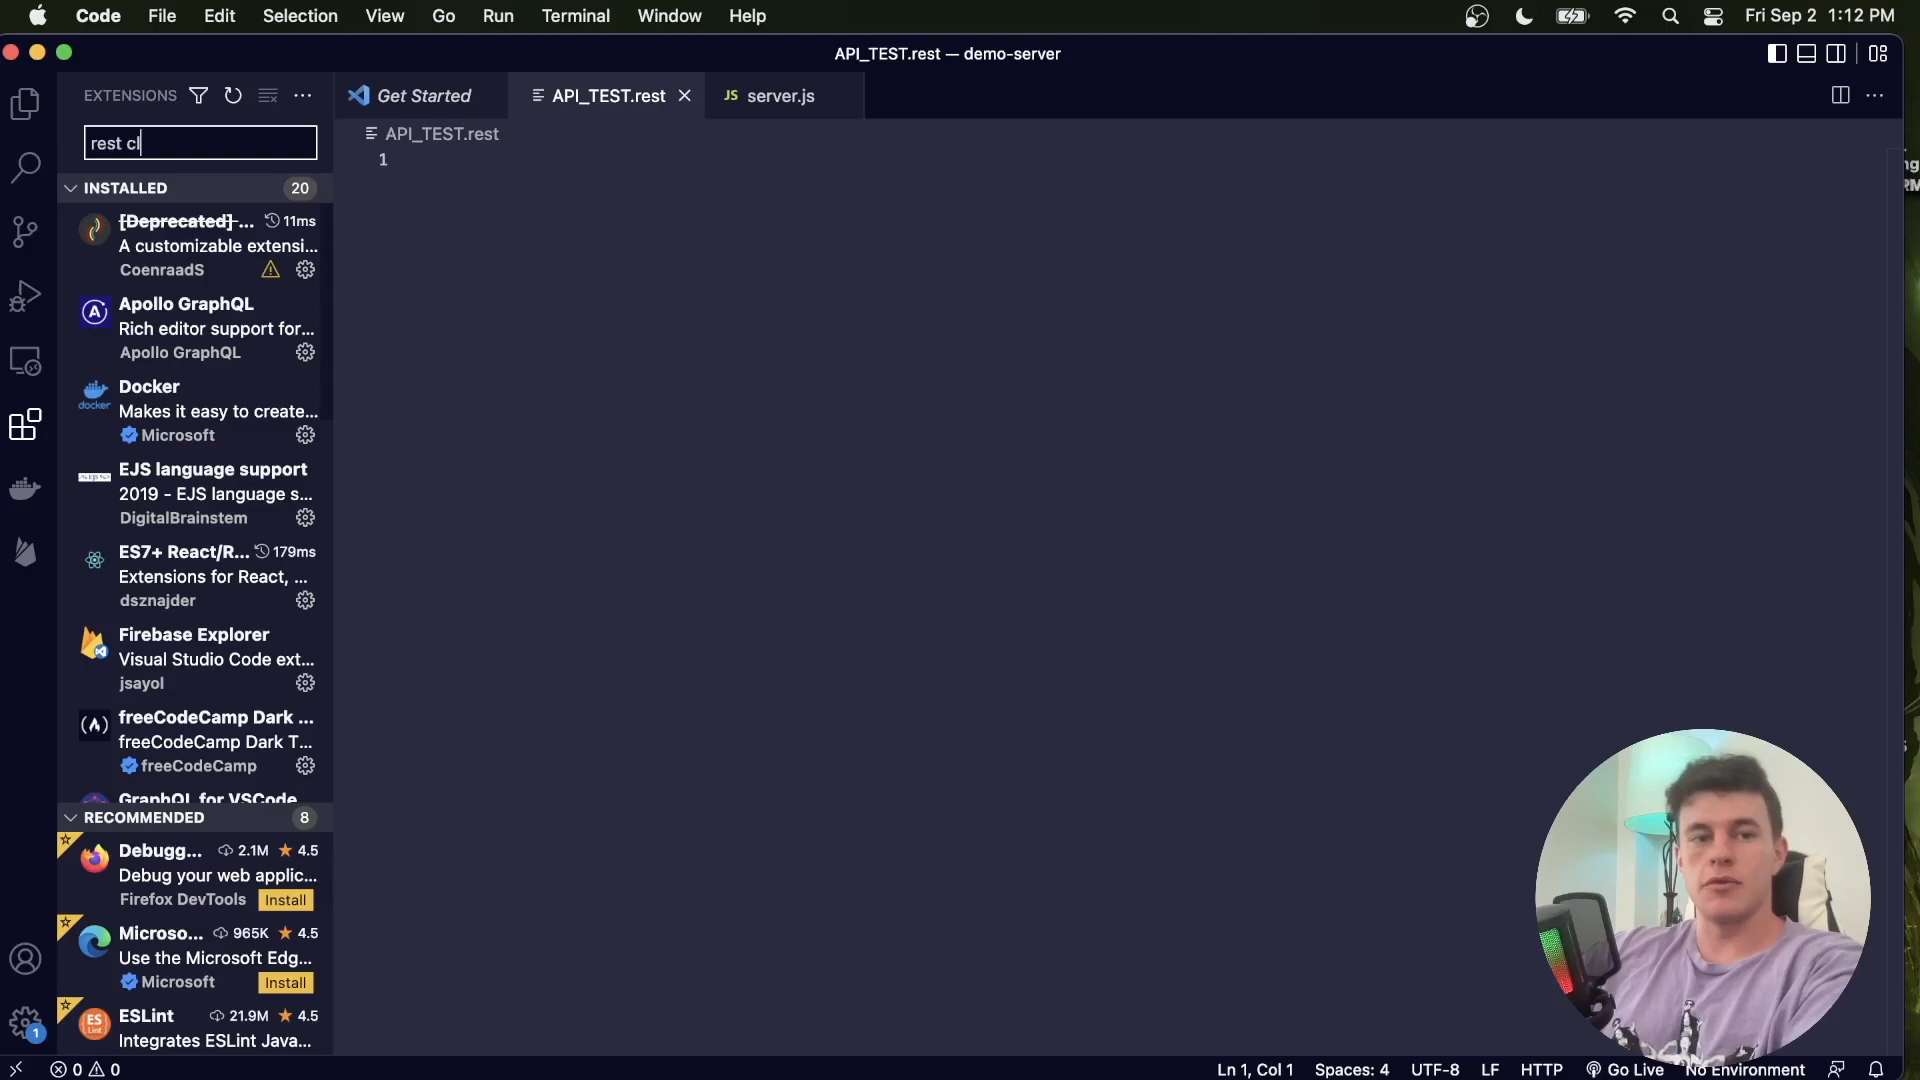 Code File Edit Selection View Go Run Terminal Window Help Fri Sep 2 1:12 PM
API_TEST.rest — demo-server
EXTENSIONS
Get Started
API_TEST.rest
JS server.js
API_TEST.rest
rest cl
1
INSTALLED 20
[Deprecated] ... 11ms
A customizable extensi...
CoenraadS
Apollo GraphQL
Rich editor support for...
Apollo GraphQL
Docker
docker
Makes it easy to create...
Microsoft
EJS language support
2019 - EJS language s...
DigitalBrainstem
ES7+ React/R... 179ms
Extensions for React, ...
dsznajder
Firebase Explorer
Visual Studio Code ext...
jsayol
freeCodeCamp Dark ...
freeCodeCamp Dark T...
freeCodeCamp
GraphQL for VSCode
RECOMMENDED 8
Debugg... 2.1M 4.5
Debug your web applic...
Firefox DevTools Install
Microso... 965K 4.5
Use the Microsoft Edg...
Microsoft Install
ES Lint
ESLint 21.9M 4.5
Integrates ESLint Java...
1
0 0 Ln 1, Col 1 Spaces: 4 UTF-8 LF HTTP Go Live No Environment